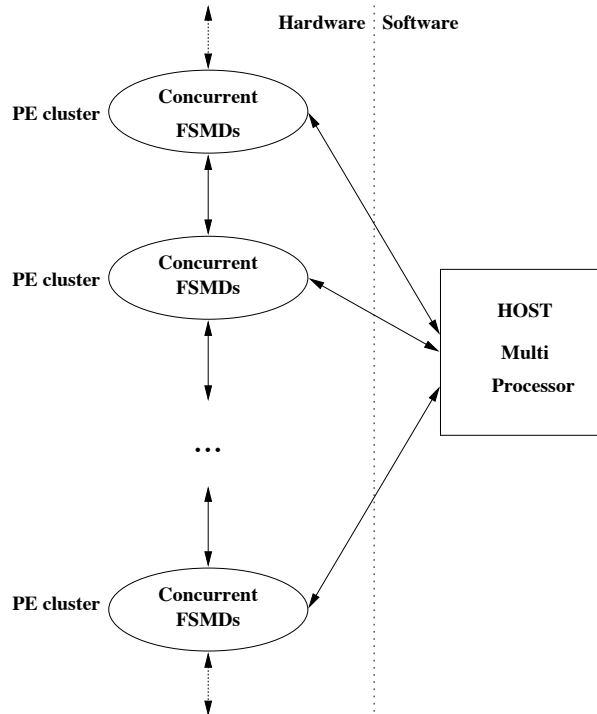 Hardware Software
PE cluster
Concurrent
FSMDs
PE cluster
Concurrent
FSMDs
HOST
Multi
Processor
...
PE cluster
Concurrent
FSMDs